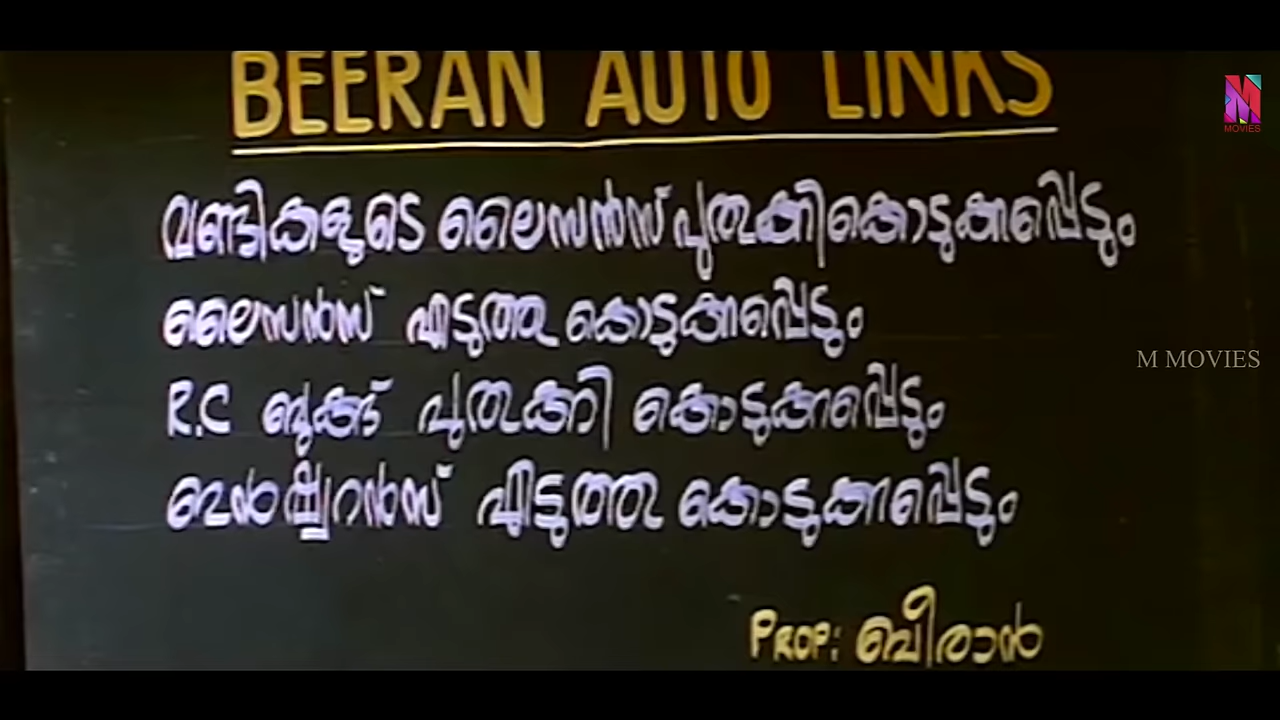 BEERAN AUTO LINKS
വണ്ടികളുടെ ലൈസൻസ് പുതുക്കികൊടുക്കപ്പെടും
ലൈസൻസ് എടുത്തു കൊടുക്കപ്പെടും
R.C ബുക്ക് പുതുക്കി കൊടുക്കപ്പെടും
ഇൻഷ്വറൻസ് എടുത്തു കൊടുക്കപ്പെടും
PROP: ബീരാൻ
M MOVIES
M MOVIES